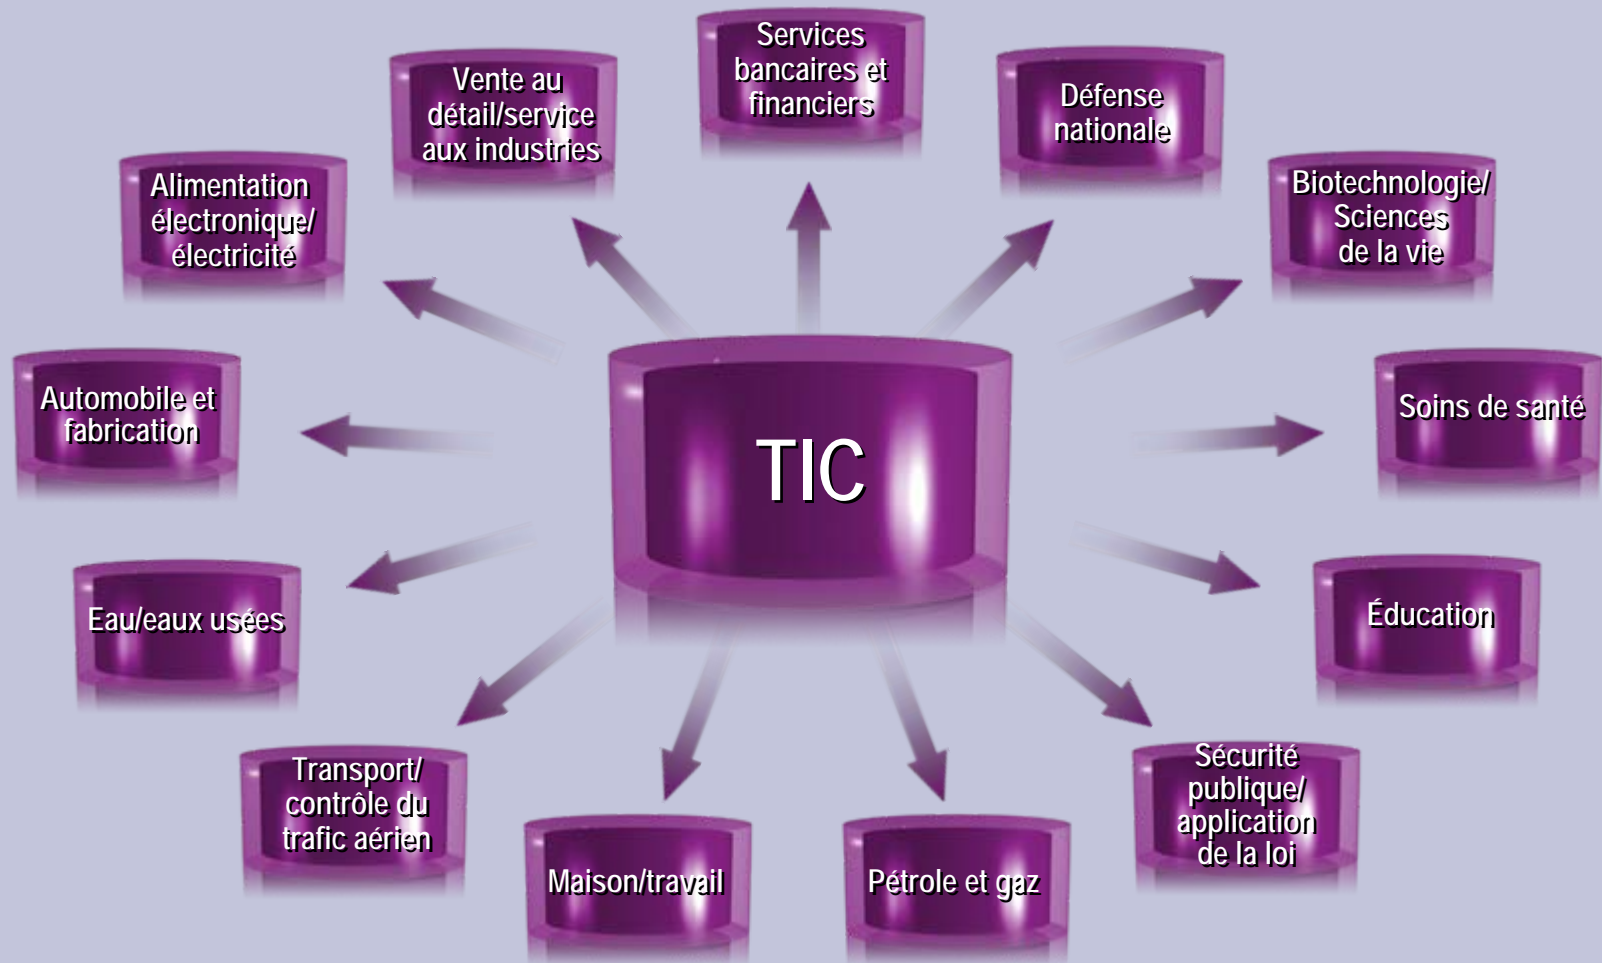 Services
bancaires et
financiers
Vente au
détail/service
aux industries
Défense
nationale
Alimentation
électronique/
électricité
Biotechnologie/
Sciences
de la vie
Automobile et
fabrication
TIC
Soins de santé
Eau/eaux usées
Éducation
Transport/
contrôle du
trafic aérien
Sécurité
publique/
application
de la loi
Maison/travail
Pétrole et gaz